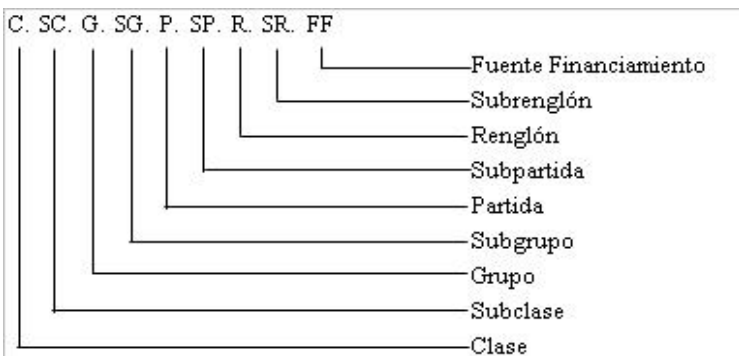 C. SC. G. SG. P. SP. R. SR. FF
Fuente Financiamiento
Subrenglón
Renglón
Subpartida
Partida
Subgrupo
Grupo
Subclase
Clase